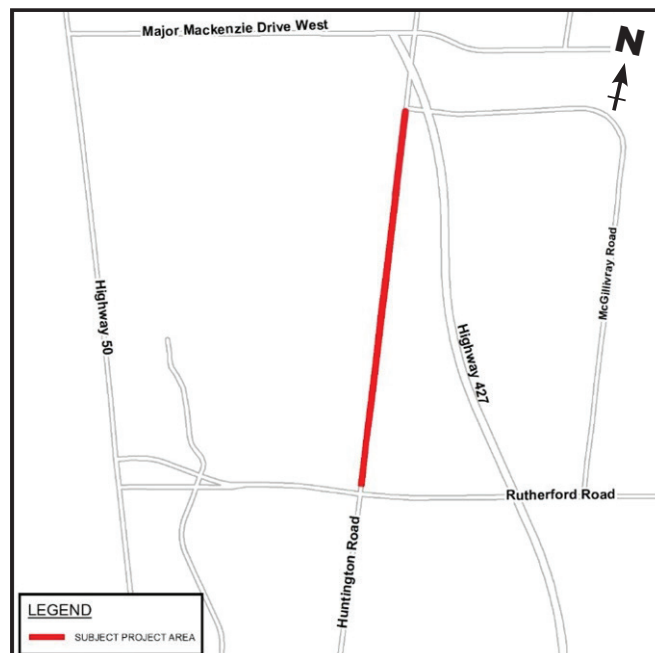 Major Mackenzie Drive West
N
McGillivray Road
Highway 50
Highway 427
Rutherford Road
Huntington Road
LEGEND
SUBJECT PROJECT AREA